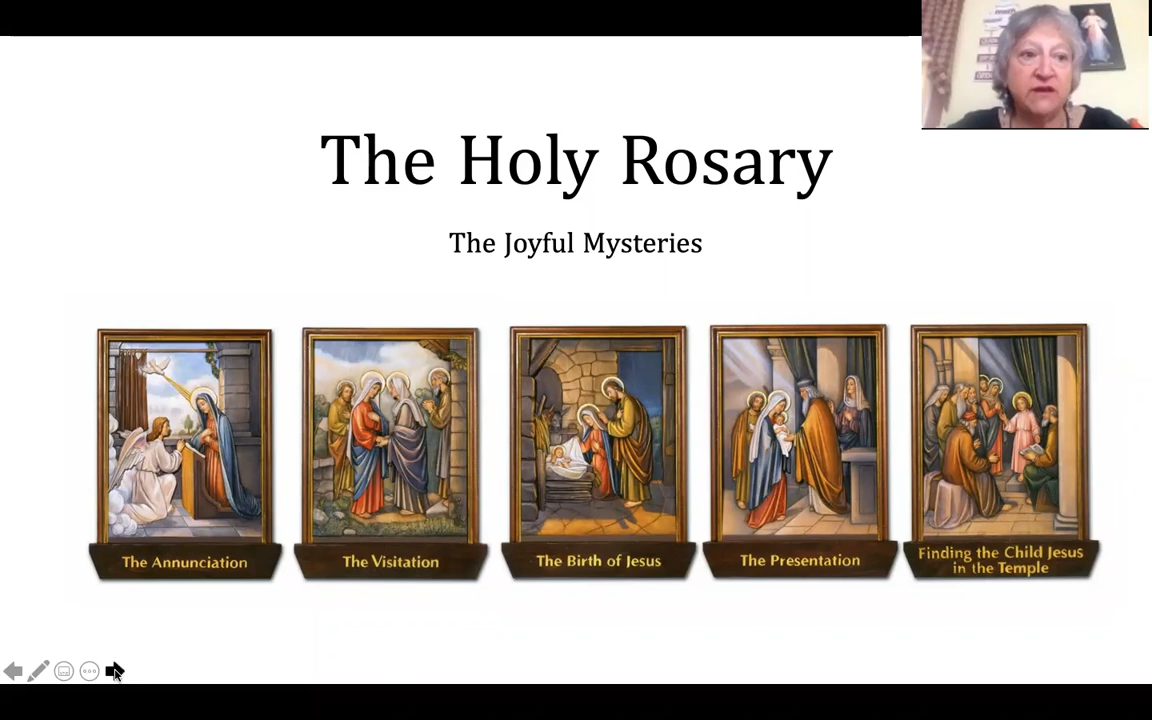 The Holy Rosary
The Joyful Mysteries
The Annunciation
The Visitation
The Birth of Jesus
The Presentation
Finding the Child Jesus
in the Temple